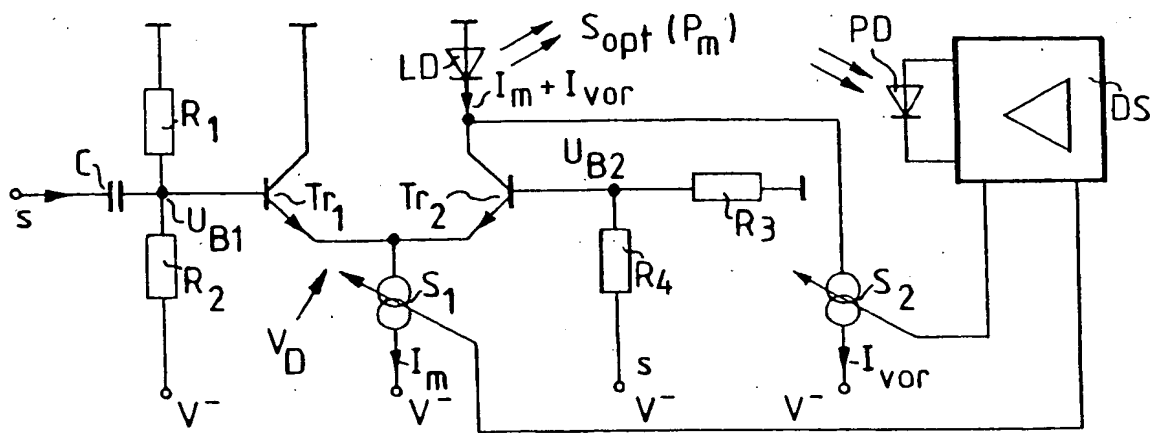 S_opt (P_m)
PD
LD
I_m + I_vor
DS
R_1
C
U_B2
s
Tr_1
Tr_2
U_B1
R_3
R_2
S_1
R_4
S_2
V_D
I_m
s
I_vor
V^-
V^-
V^-
V^-